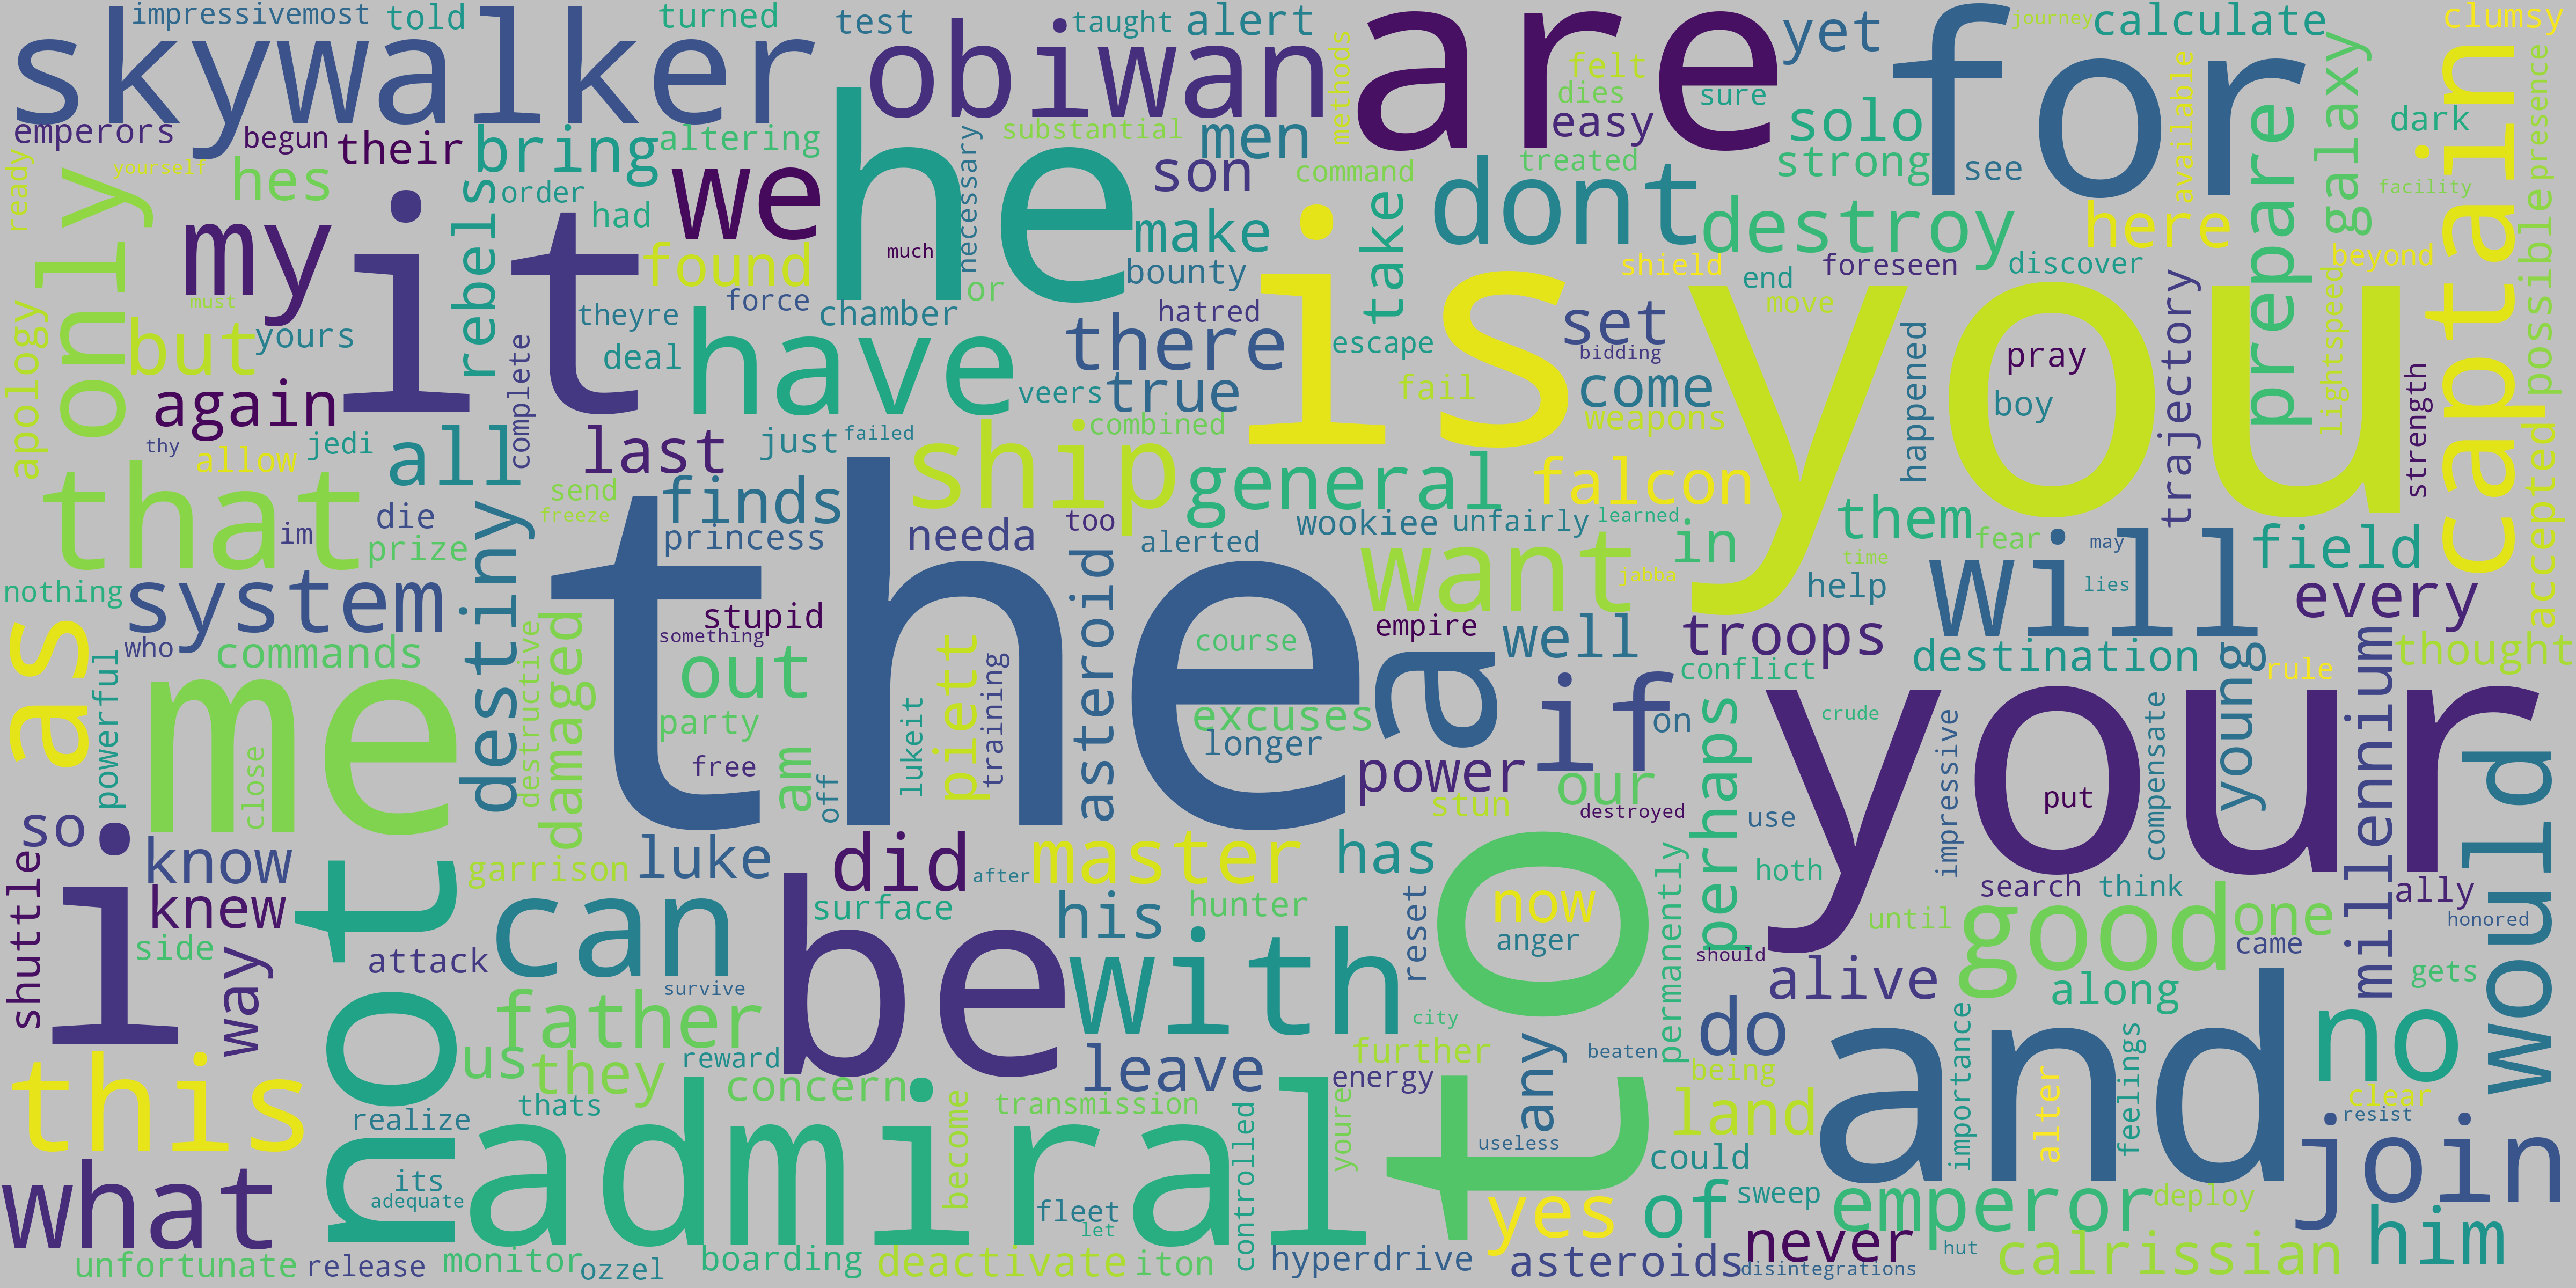 impressivemost told turned test taught alert journey calculate clumsy
skywalker obiwan are yet for
felt dies sure methods available galaxy captain presence
emperors begun their bring altering substantial men easy solo dark
yourself hes order son command treated strong see facility
ready only my it rebels had we he necessary make take dont destroy here prepare
must found much bounty is shield foreseen discover beyond possible
but yours force or hatred end move
apology theyre chamber there escape set bidding you pray trajectory
again complete deal have veers true fail come boy happened lightspeed strength
thy allow jedi all last just failed combined weapons
that send finds ship general falcon
im die freeze needa too wookiee unfairly learned them fear may field accepted
prize princess alerted want in time
nothing system destiny the asteroid jabba help will lies every
as who commands stupid something course empire well troops destination thought
powerful me destructive damaged out piett training a if conflict young rule millennium
close party excuses power our on perhaps crude your
free am off lukeit longer stun destroyed use impressive put compensate would
i so know luke did master has now hoth search think ally
shuttle knew not garrison after his hunter reset o anger permanently until good one honored
side way attack can surface be with should alive came along gets
survive father city
this us they reward leave further energy any beaten do being and no
concern importance feelings clear
realize thats admiral transmission controlled youre t useless land alter resist join
what its adequate become fleet let yes could of sweep emperor deploy him
unfortunate release monitor ozzel boarding deactivate iton hyperdrive asteroids never disintegrations hut calrissian